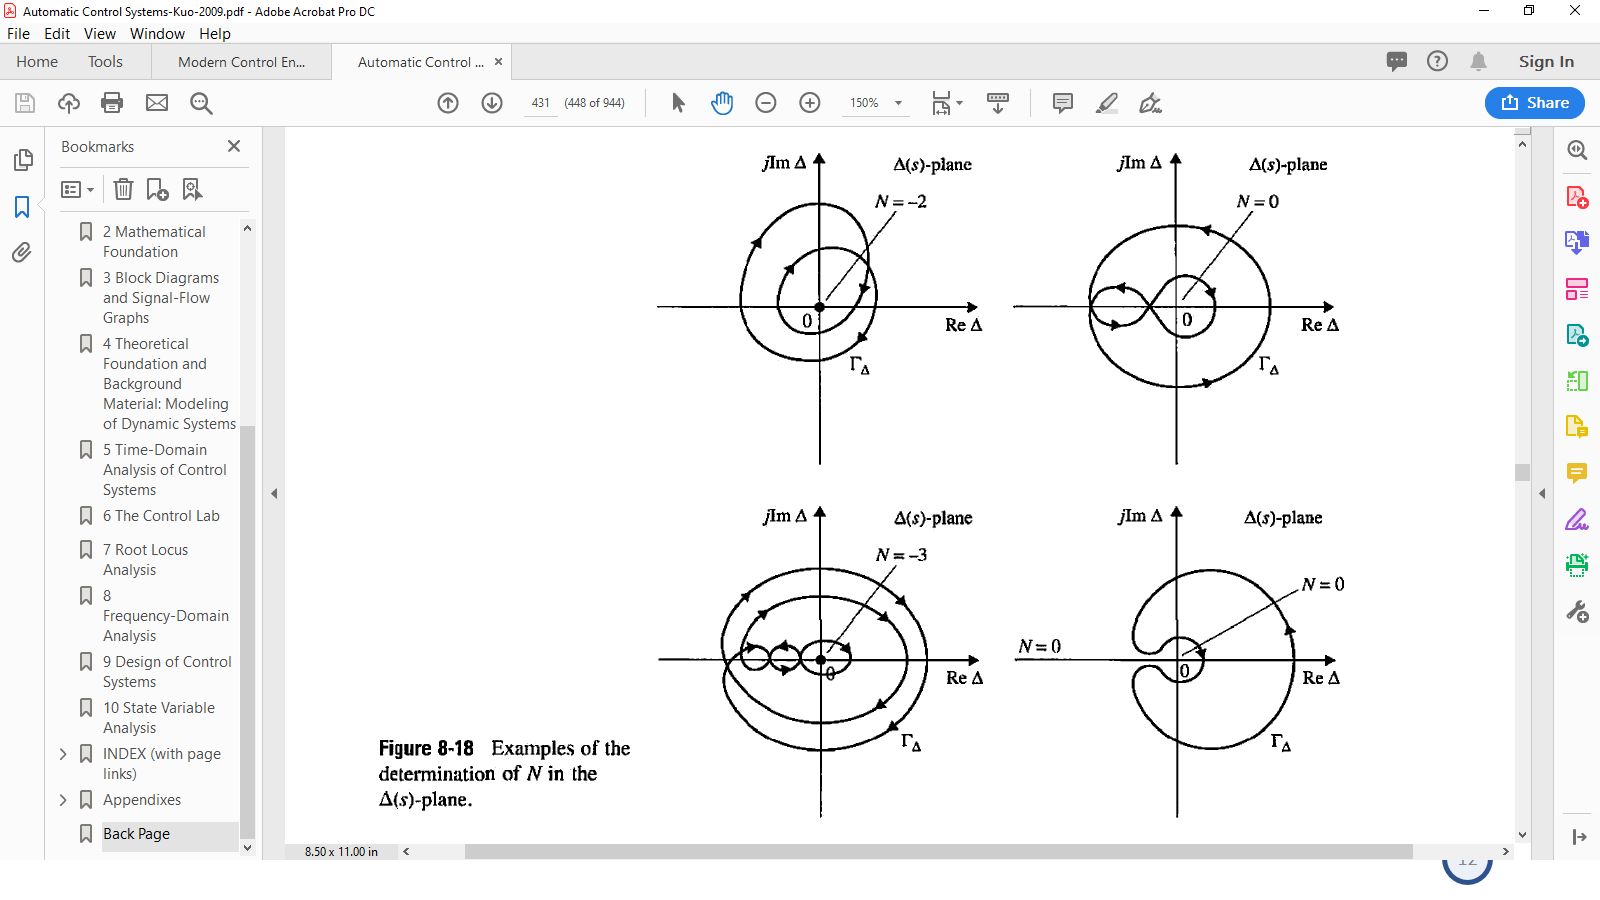 Automatic Control Systems-Kuo-2009.pdf - Adobe Acrobat Pro DC
File Edit View Window Help
Home Tools Modern Control En... Automatic Control ... × Sign In
431 (448 of 944) 150% Share
Bookmarks
2 Mathematical
Foundation
3 Block Diagrams
and Signal-Flow
Graphs
4 Theoretical
Foundation and
Background
Material: Modeling
of Dynamic Systems
5 Time-Domain
Analysis of Control
Systems
6 The Control Lab
7 Root Locus
Analysis
8
Frequency-Domain
Analysis
9 Design of Control
Systems
10 State Variable
Analysis
INDEX (with page
links)
Appendixes
Back Page
jIm Δ Δ(s)-plane
N = –2
0
Re Δ
Γ_Δ
jIm Δ Δ(s)-plane
N = 0
0
Re Δ
Γ_Δ
jIm Δ Δ(s)-plane
N = –3
0
Re Δ
Γ_Δ
jIm Δ Δ(s)-plane
N = 0
N = 0
0
Re Δ
Γ_Δ
Figure 8-18 Examples of the
determination of N in the
Δ(s)-plane.
8.50 x 11.00 in